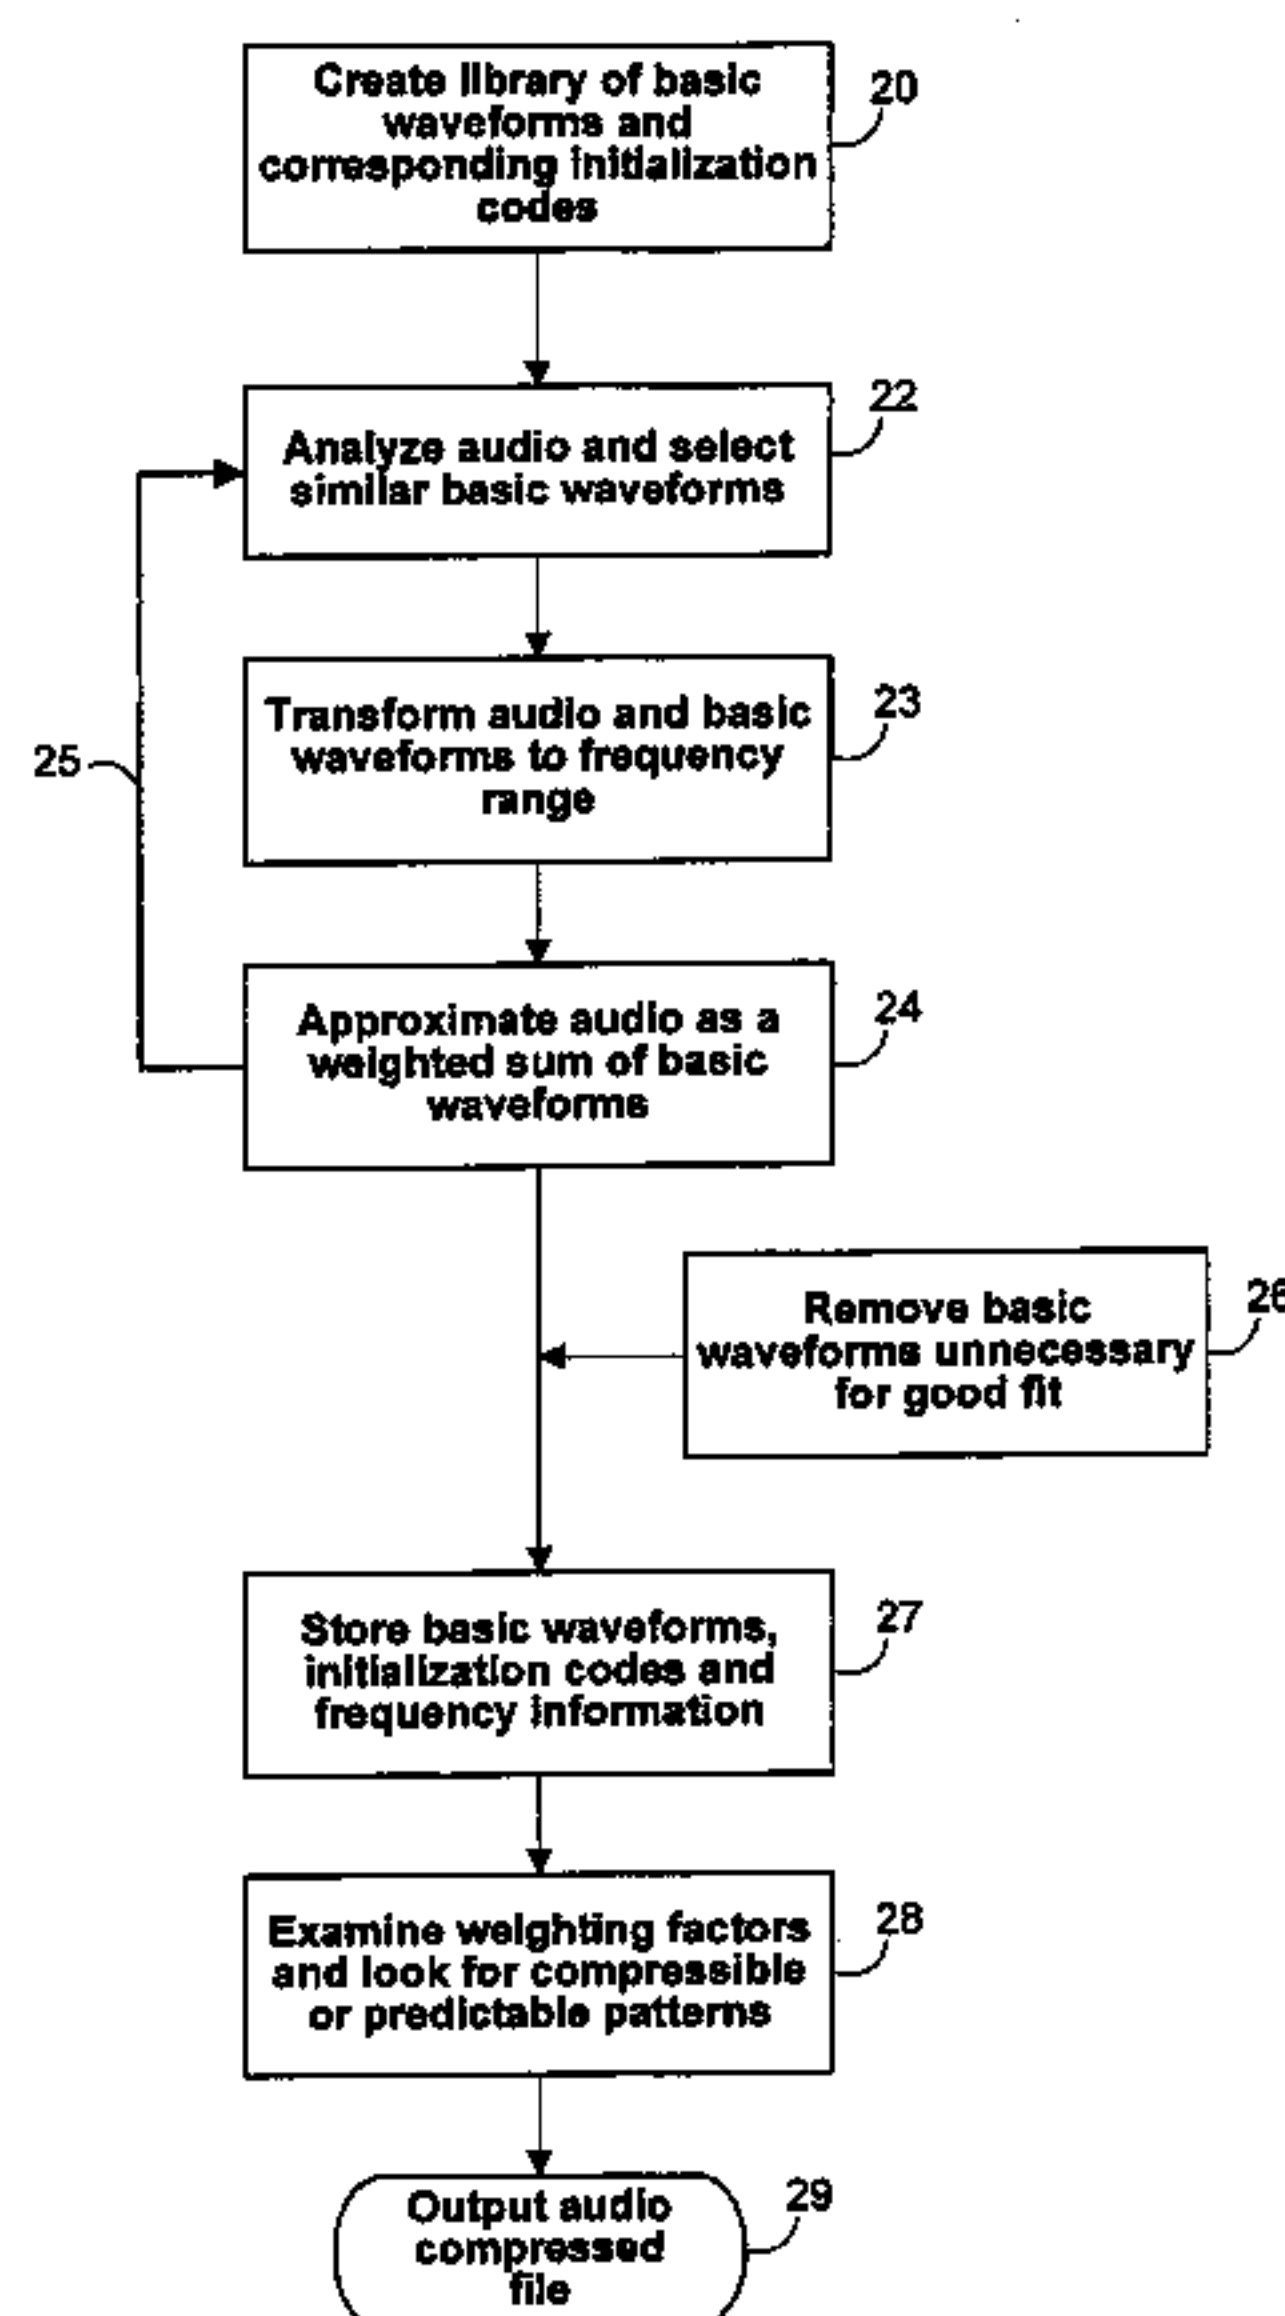 Create library of basic
waveforms and
corresponding initialization
codes
20
Analyze audio and select
similar basic waveforms
22
Transform audio and basic
waveforms to frequency
range
23
25
Approximate audio as a
weighted sum of basic
waveforms
24
Remove basic
waveforms unnecessary
for good fit
26
Store basic waveforms,
initialization codes and
frequency information
27
Examine weighting factors
and look for compressible
or predictable patterns
28
Output audio
compressed
file
29